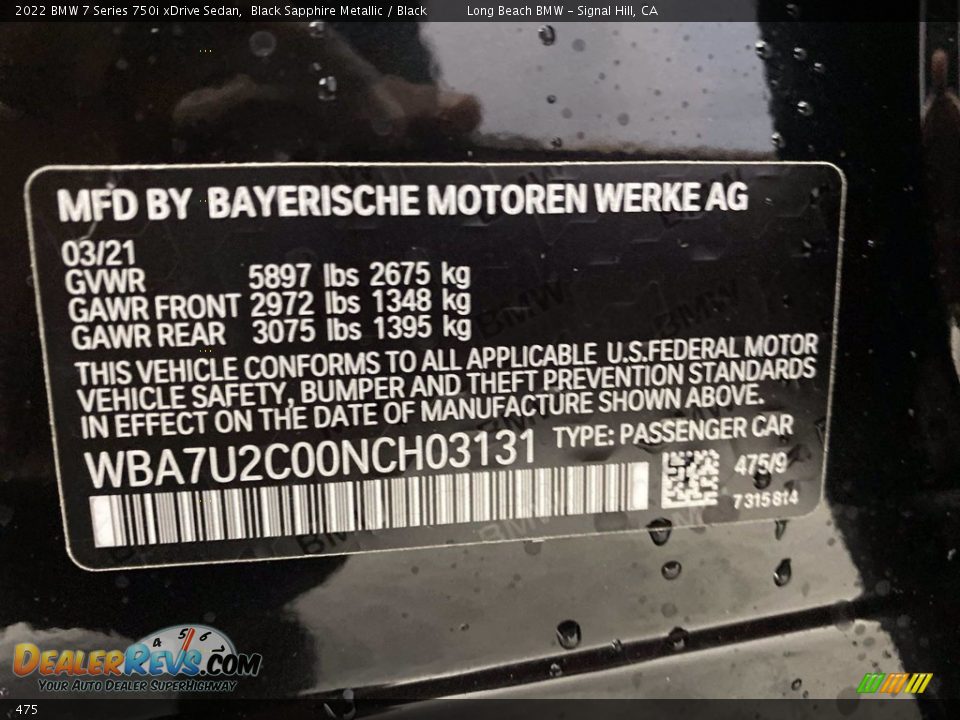 2022 BMW 7 Series 750i xDrive Sedan, Black Sapphire Metallic / Black Long Beach BMW - Signal Hill, CA
MFD BY BAYERISCHE MOTOREN WERKE AG
03/21
GVWR 5897 lbs 2675 kg
GAWR FRONT 2972 lbs 1348 kg
GAWR REAR 3075 lbs 1395 kg
THIS VEHICLE CONFORMS TO ALL APPLICABLE U.S.FEDERAL MOTOR
VEHICLE SAFETY, BUMPER AND THEFT PREVENTION STANDARDS
IN EFFECT ON THE DATE OF MANUFACTURE SHOWN ABOVE.
WBA7U2C00NCH03131 TYPE: PASSENGER CAR
475/9
7315814
4 5 6
DEALERREVS.COM
YOUR AUTO DEALER SUPERHIGHWAY
475